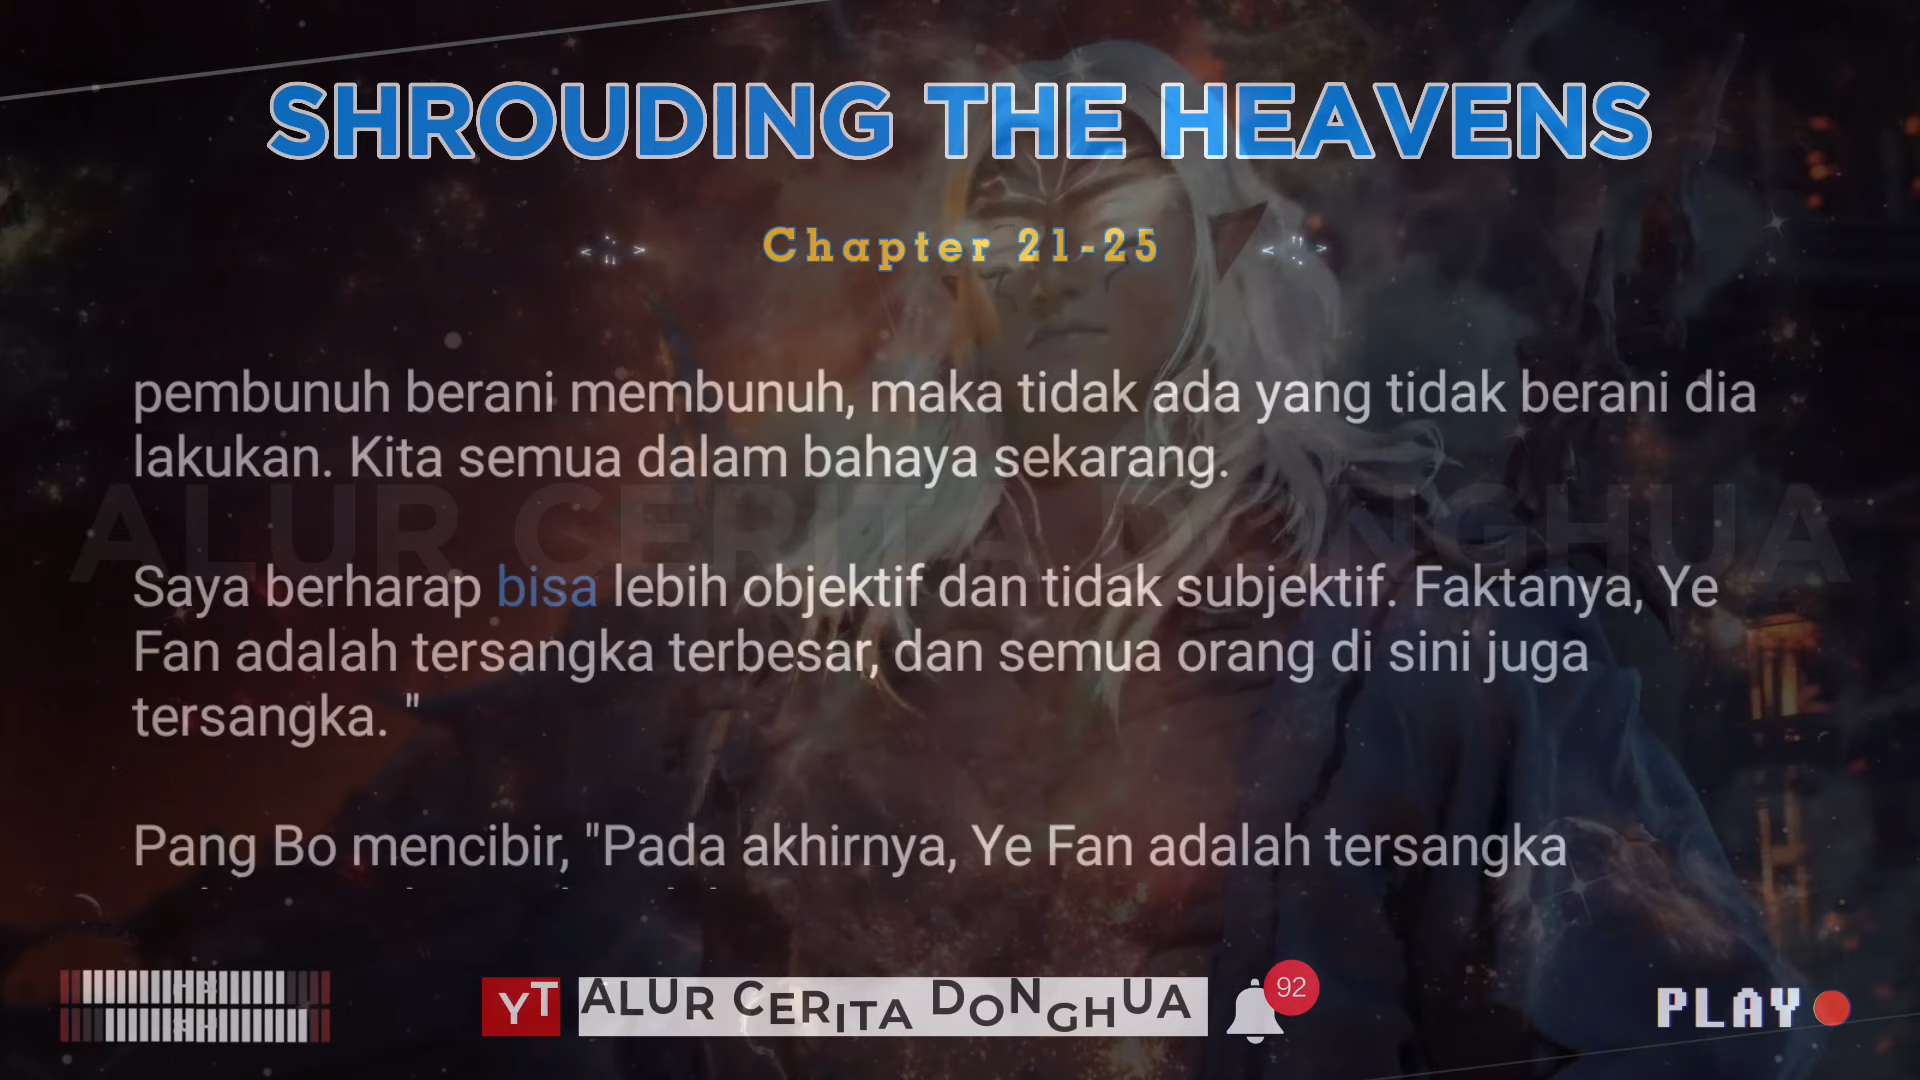 SHROUDING THE HEAVENS
Chapter 21-25
pembunuh berani membunuh, maka tidak ada yang tidak berani dia
lakukan. Kita semua dalam bahaya sekarang.
ALUR CERITA DONGHUA
Saya berharap bisa lebih objektif dan tidak subjektif. Faktanya, Ye
Fan adalah tersangka terbesar, dan semua orang di sini juga
tersangka. "
Pang Bo mencibir, "Pada akhirnya, Ye Fan adalah tersangka
YT ALUR CERITA DONGHUA 92
PLAY